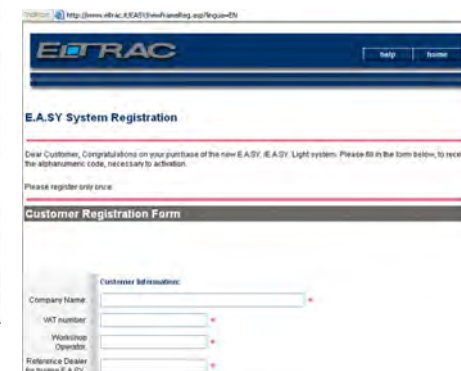 http://www.eltrac.it/EASY/newFrameReg.asp?lingua=EN
ELTRAC
help home
E.A.SY System Registration
Dear Customer, Congratulations on your purchase of the new E.A.SY. /E.A.SY. Light system. Please fill in the form below, to rece
the alphanumeric code, necessary to activation.
Please register only once.
Customer Registration Form
Customer Information:
Company Name: *
VAT number: *
Workshop
Operator: *
Reference Dealer *
for buying E.A.SY.